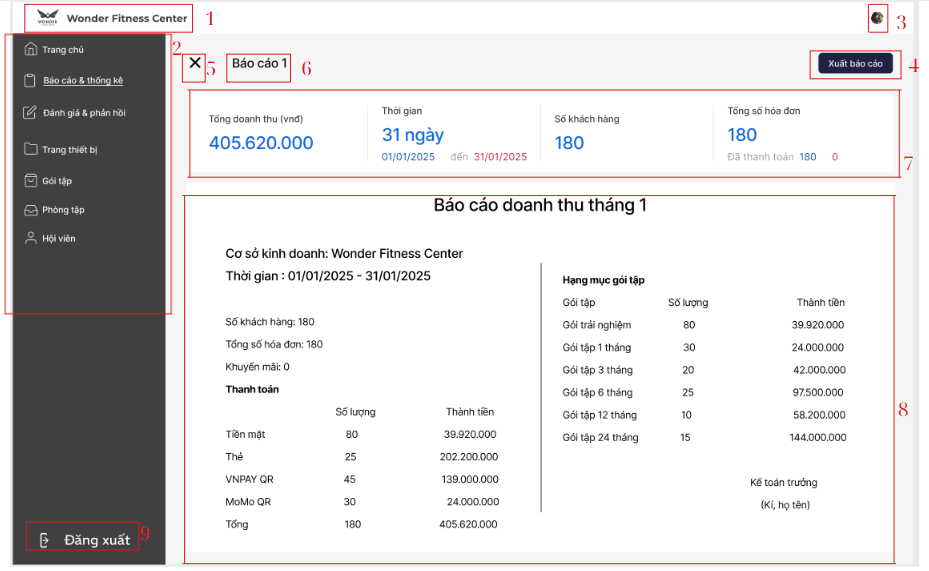 WONDER
Wonder Fitness Center 1
3
2
Trang chủ
Báo cáo & thống kê
Đánh giá & phản hồi
Trang thiết bị
Gói tập
Phòng tập
Hội viên
5 Báo cáo 1 6
Xuất báo cáo 4
Tổng doanh thu (vnđ)
405.620.000
Thời gian
31 ngày
01/01/2025 đến 31/01/2025
Số khách hàng
180
Tổng số hóa đơn
180
Đã thanh toán 180 0
7
Báo cáo doanh thu tháng 1
Cơ sở kinh doanh: Wonder Fitness Center
Thời gian : 01/01/2025 - 31/01/2025
Số khách hàng: 180
Tổng số hóa đơn: 180
Khuyến mãi: 0
Thanh toán
Số lượng Thành tiền
Tiền mặt 80 39.920.000
Thẻ 25 202.200.000
VNPAY QR 45 139.000.000
MoMo QR 30 24.000.000
Tổng 180 405.620.000
Hạng mục gói tập
Gói tập Số lượng Thành tiền
Gói trải nghiệm 80 39.920.000
Gói tập 1 tháng 30 24.000.000
Gói tập 3 tháng 20 42.000.000
Gói tập 6 tháng 25 97.500.000
Gói tập 12 tháng 10 58.200.000
Gói tập 24 tháng 15 144.000.000
Kế toán trưởng
(Kí, họ tên)
8
Đăng xuất 9